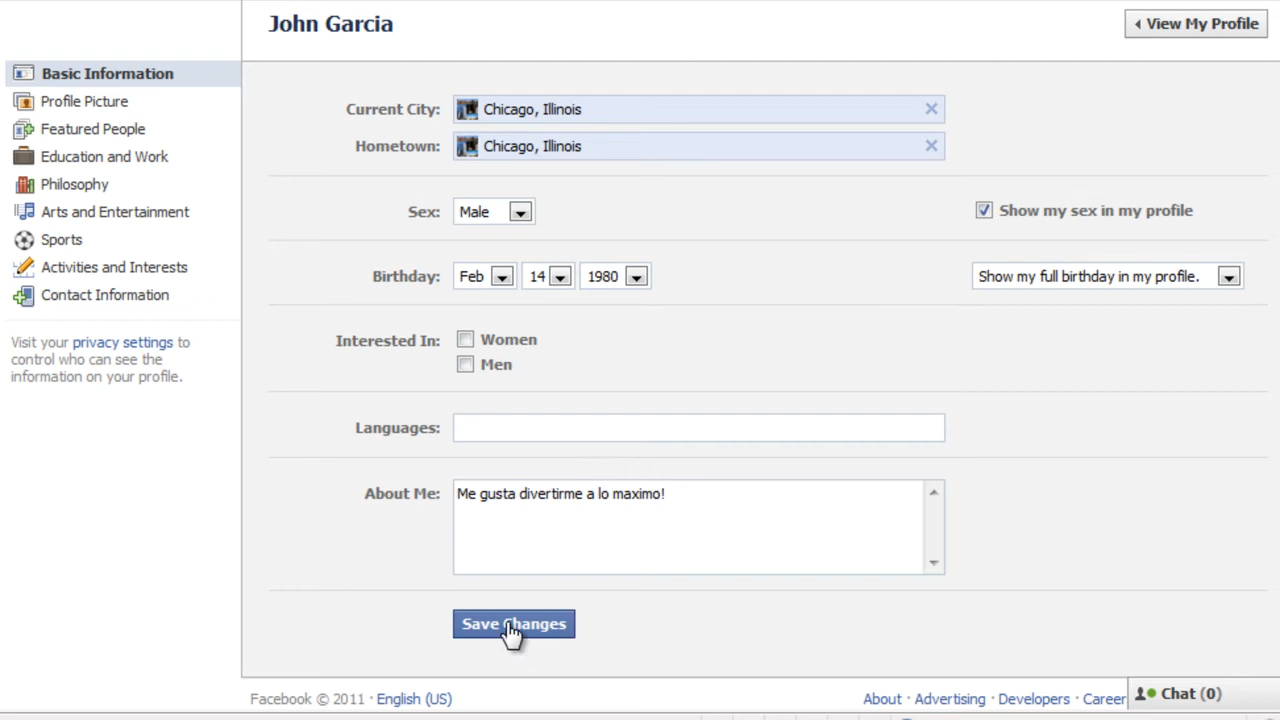 John Garcia
View My Profile
Basic Information
Profile Picture
Featured People
Education and Work
Philosophy
Arts and Entertainment
Sports
Activities and Interests
Contact Information
Visit your privacy settings to
control who can see the
information on your profile.
Current City: Chicago, Illinois
Hometown: Chicago, Illinois
Sex: Male
Show my sex in my profile
Birthday: Feb 14 1980
Show my full birthday in my profile.
Interested In: Women
Men
Languages:
About Me: Me gusta divertirme a lo maximo!
Save Changes
Facebook © 2011 · English (US)
About · Advertising · Developers · Career
Chat (0)